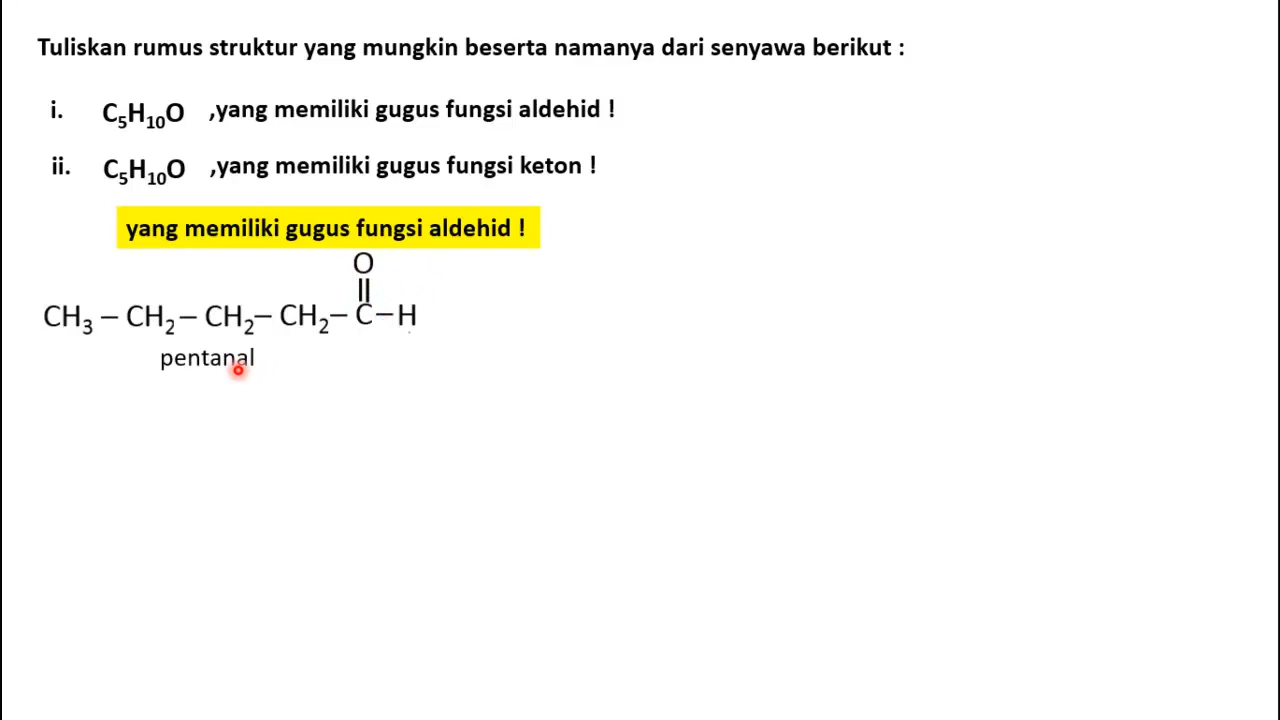 Tuliskan rumus struktur yang mungkin beserta namanya dari senyawa berikut :
i. C₅H₁₀O ,yang memiliki gugus fungsi aldehid !
ii. C₅H₁₀O ,yang memiliki gugus fungsi keton !
yang memiliki gugus fungsi aldehid !
O
CH₃ – CH₂ – CH₂ – CH₂ – C – H
pentanal